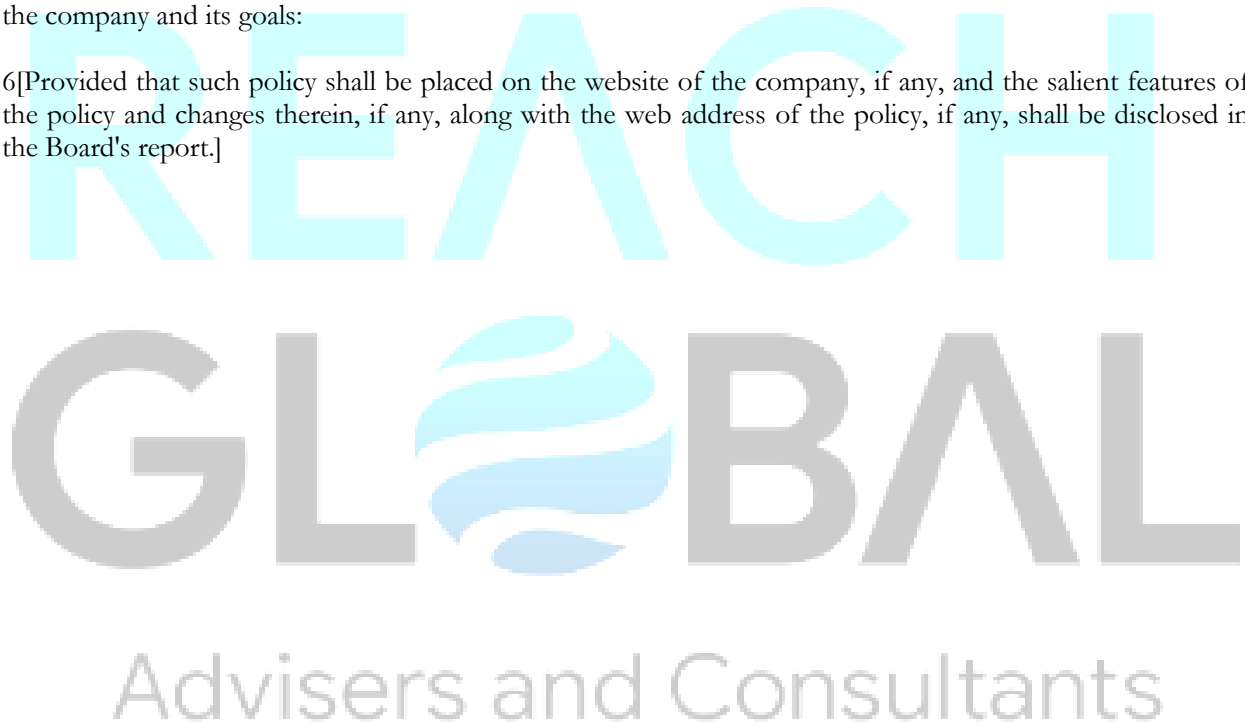 the company and its goals:
6[Provided that such policy shall be placed on the website of the company, if any, and the salient features of
the policy and changes therein, if any, along with the web address of the policy, if any, shall be disclosed in
the Board's report.]
REACH
GLOBAL
Advisers and Consultants